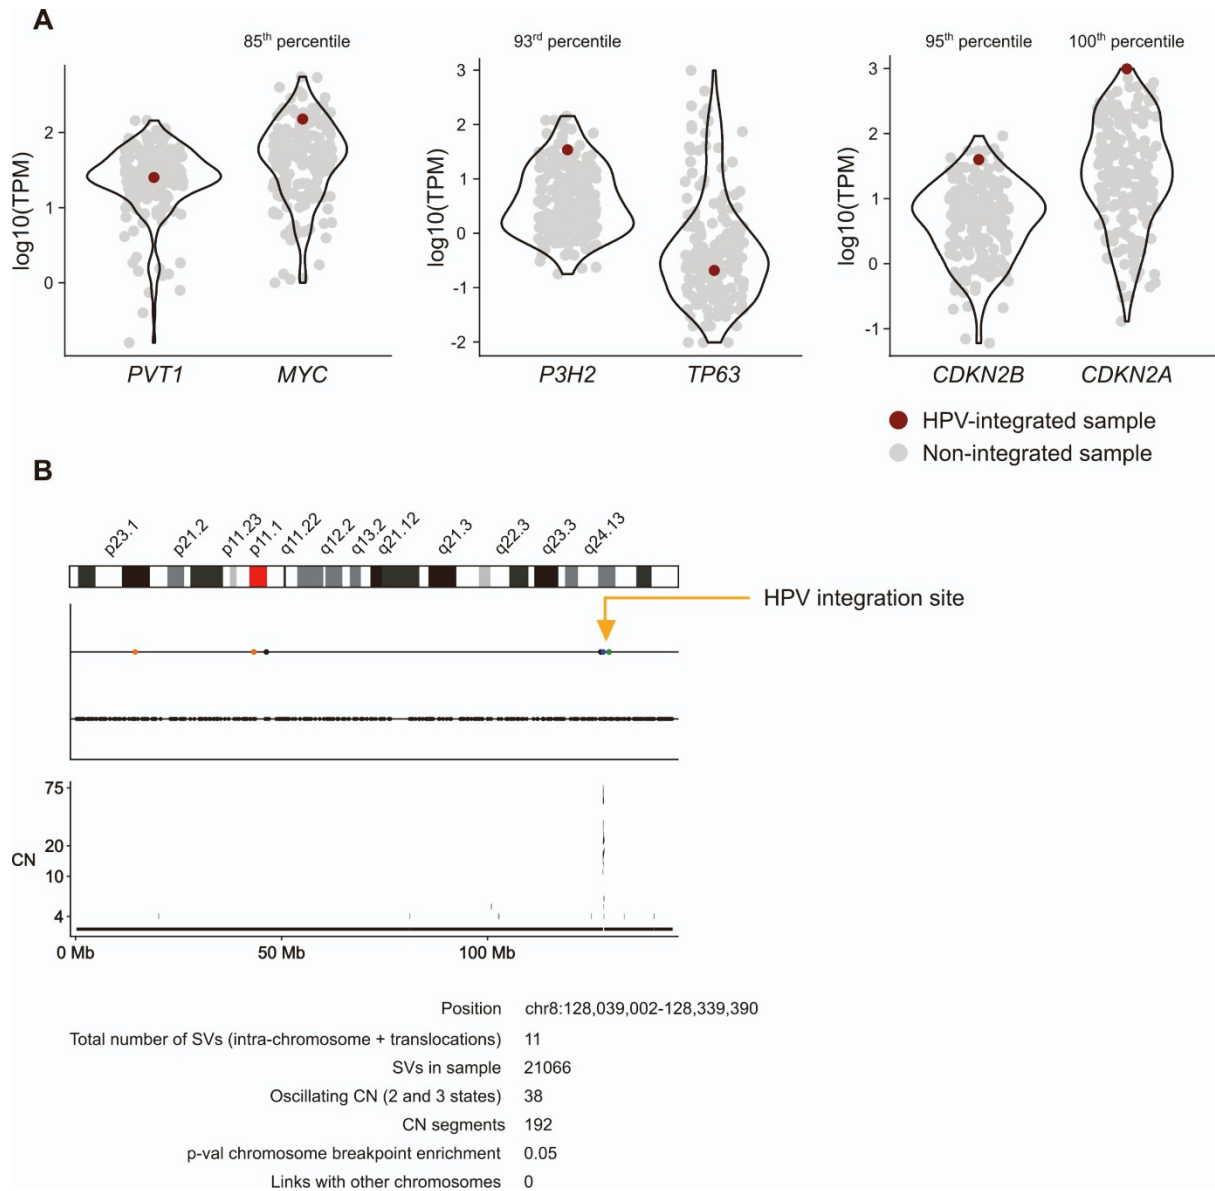 A
85th percentile
93rd percentile
95th percentile
100th percentile
log10(TPM)
2
1
0
PVT1
MYC
log10(TPM)
3
2
1
0
-1
-2
P3H2
TP63
log10(TPM)
3
2
1
0
-1
CDKN2B
CDKN2A
HPV-integrated sample
Non-integrated sample
B
p23.1
p21.2
p11.23
p11.1
q11.22
q12.2
q13.2
q21.12
q21.3
q22.3
q23.3
q24.13
HPV integration site
CN
75
20
10
4
0 Mb
50 Mb
100 Mb
Position chr8:128,039,002-128,339,390
Total number of SVs (intra-chromosome + translocations) 11
SVs in sample 21066
Oscillating CN (2 and 3 states) 38
CN segments 192
p-val chromosome breakpoint enrichment 0.05
Links with other chromosomes 0